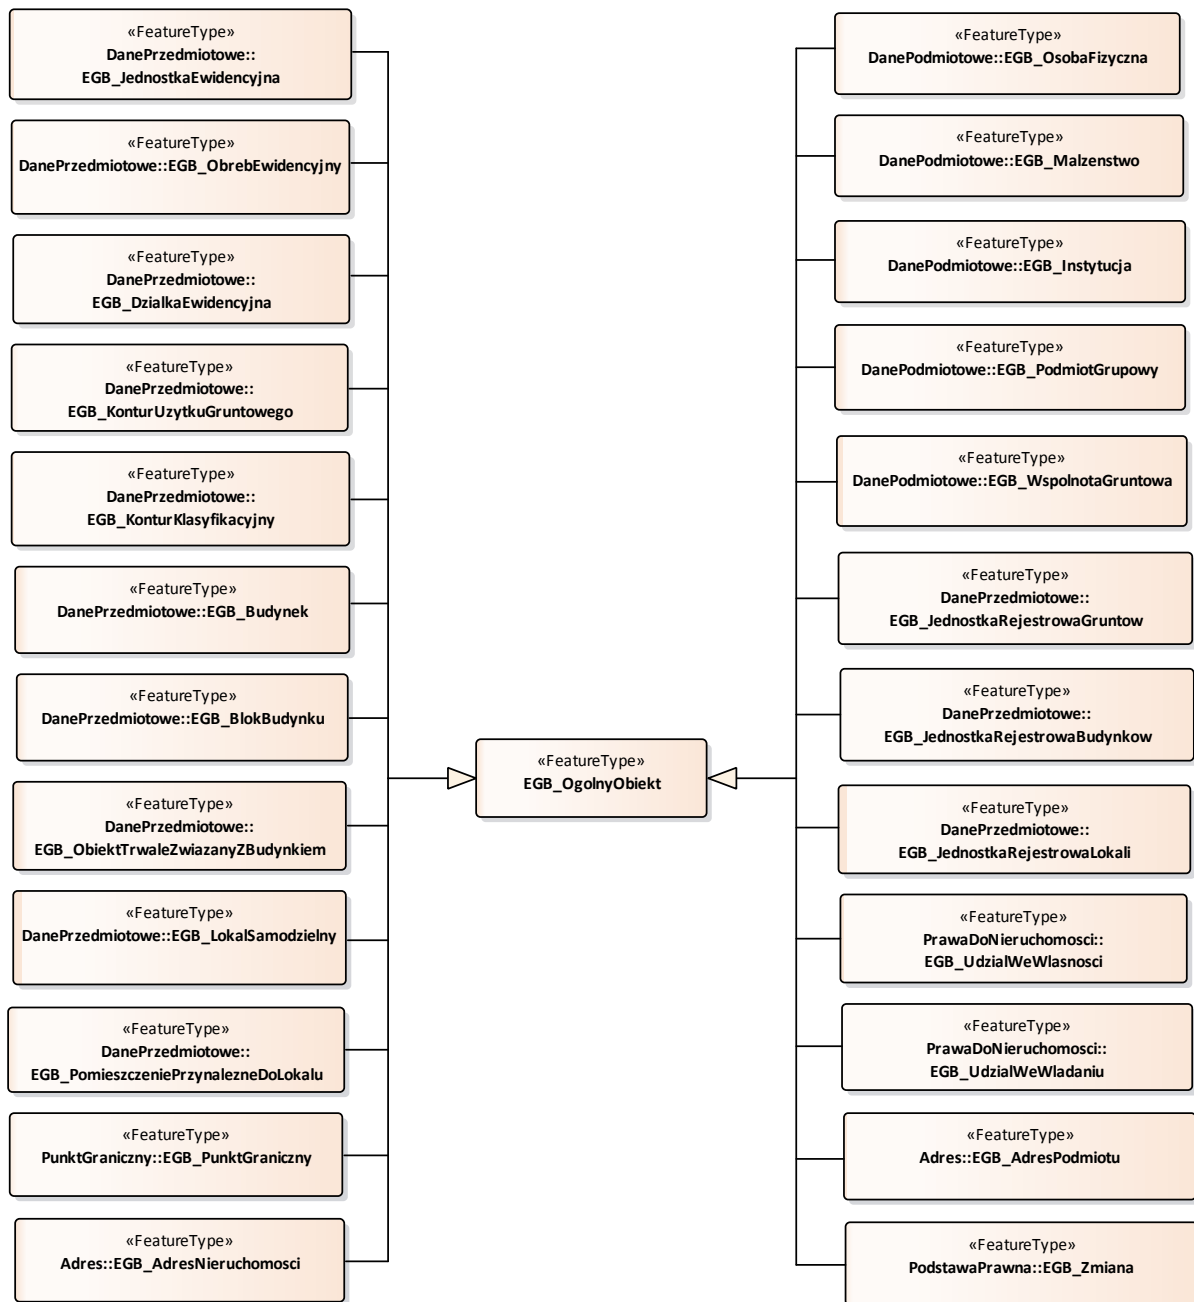 «FeatureType»
DanePrzedmiotowe::
EGB_JednostkaEwidencyjna
«FeatureType»
DanePrzedmiotowe::EGB_ObrebEwidencyjny
«FeatureType»
DanePrzedmiotowe::
EGB_DzialkaEwidencyjna
«FeatureType»
DanePrzedmiotowe::
EGB_KonturUzytkuGruntowego
«FeatureType»
DanePrzedmiotowe::
EGB_KonturKlasyfikacyjny
«FeatureType»
DanePrzedmiotowe::EGB_Budynek
«FeatureType»
DanePrzedmiotowe::EGB_BlokBudynku
«FeatureType»
DanePrzedmiotowe::
EGB_ObiektTrwaleZwiazanyZBudynkiem
«FeatureType»
DanePrzedmiotowe::EGB_LokalSamodzielny
«FeatureType»
DanePrzedmiotowe::
EGB_PomieszczeniePrzynalezneDoLokalu
«FeatureType»
PunktGraniczny::EGB_PunktGraniczny
«FeatureType»
Adres::EGB_AdresNieruchomosci
«FeatureType»
EGB_OgolnyObiekt
«FeatureType»
DanePodmiotowe::EGB_OsobaFizyczna
«FeatureType»
DanePodmiotowe::EGB_Malzenstwo
«FeatureType»
DanePodmiotowe::EGB_Instytucja
«FeatureType»
DanePodmiotowe::EGB_PodmiotGrupowy
«FeatureType»
DanePodmiotowe::EGB_WspolnotaGruntowa
«FeatureType»
DanePrzedmiotowe::
EGB_JednostkaRejestrowaGruntow
«FeatureType»
DanePrzedmiotowe::
EGB_JednostkaRejestrowaBudynkow
«FeatureType»
DanePrzedmiotowe::
EGB_JednostkaRejestrowaLokali
«FeatureType»
PrawaDoNieruchomosci::
EGB_UdzialWeWlasnosci
«FeatureType»
PrawaDoNieruchomosci::
EGB_UdzialWeWladaniu
«FeatureType»
Adres::EGB_AdresPodmiotu
«FeatureType»
PodstawaPrawna::EGB_Zmiana